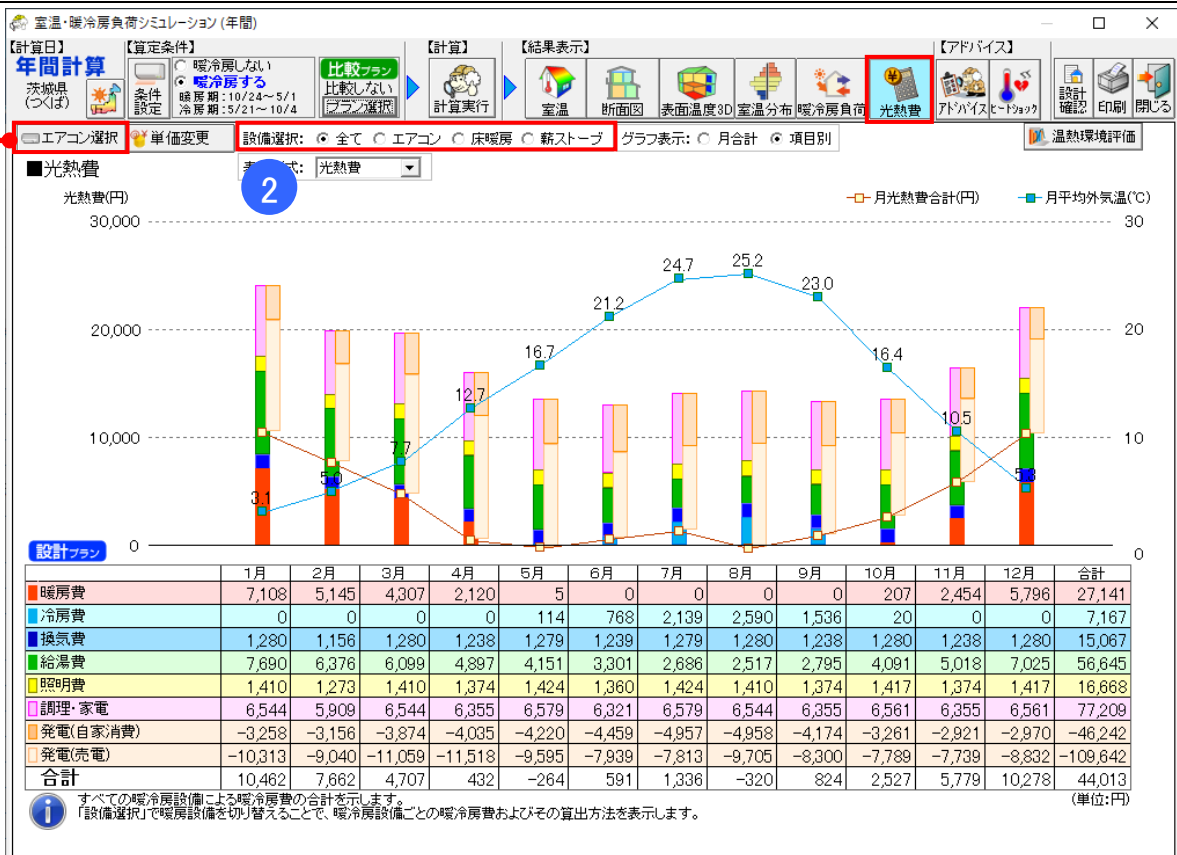 室温・暖冷房負荷シミュレーション (年間)
【計算日】 【算定条件】 【計算】 【結果表示】 【アドバイス】
年間計算
茨城県
(つくば)
条件
設定
暖冷房しない
暖冷房する
暖房期:10/24～5/1
冷房期:5/21～10/4
比較プラン
比較しない
プラン選択
計算実行
室温
断面図
表面温度3D
室温分布
暖冷房負荷
光熱費
アドバイス
ヒートショック
設計
確認
印刷
閉じる
エアコン選択 単価変更 設備選択: 全て エアコン 床暖房 薪ストーブ グラフ表示: 月合計 項目別 温熱環境評価
■光熱費 光熱費
2
光熱費(円) 月光熱費合計(円) 月平均外気温(℃)
30,000 30
20,000 20
10,000 10
0 0
3.1 5.0 7.7 12.7 16.7 21.2 24.7 25.2 23.0 16.4 10.5 5.3
設計プラン
1月 2月 3月 4月 5月 6月 7月 8月 9月 10月 11月 12月 合計
暖房費 7,108 5,145 4,307 2,120 5 0 0 0 0 207 2,454 5,796 27,141
冷房費 0 0 0 0 114 768 2,139 2,590 1,536 20 0 0 7,167
換気費 1,280 1,156 1,280 1,238 1,279 1,239 1,279 1,280 1,238 1,280 1,238 1,280 15,067
給湯費 7,690 6,376 6,099 4,897 4,151 3,301 2,686 2,517 2,795 4,091 5,018 7,025 56,645
照明費 1,410 1,273 1,410 1,374 1,424 1,360 1,424 1,410 1,374 1,417 1,374 1,417 16,668
調理・家電 6,544 5,909 6,544 6,355 6,579 6,321 6,579 6,544 6,355 6,561 6,355 6,561 77,209
発電(自家消費) -3,258 -3,156 -3,874 -4,035 -4,220 -4,459 -4,957 -4,958 -4,174 -3,261 -2,921 -2,970 -46,242
発電(売電) -10,313 -9,040 -11,059 -11,518 -9,595 -7,939 -7,813 -9,705 -8,300 -7,789 -7,739 -8,832 -109,642
合計 10,462 7,662 4,707 432 -264 591 1,336 -320 824 2,527 5,779 10,278 44,013
(単位:円)
すべての暖冷房設備による暖冷房費の合計を示します。
「設備選択」で暖房設備を切り替えることで、暖冷房設備ごとの暖冷房費およびその算出方法を表示します。